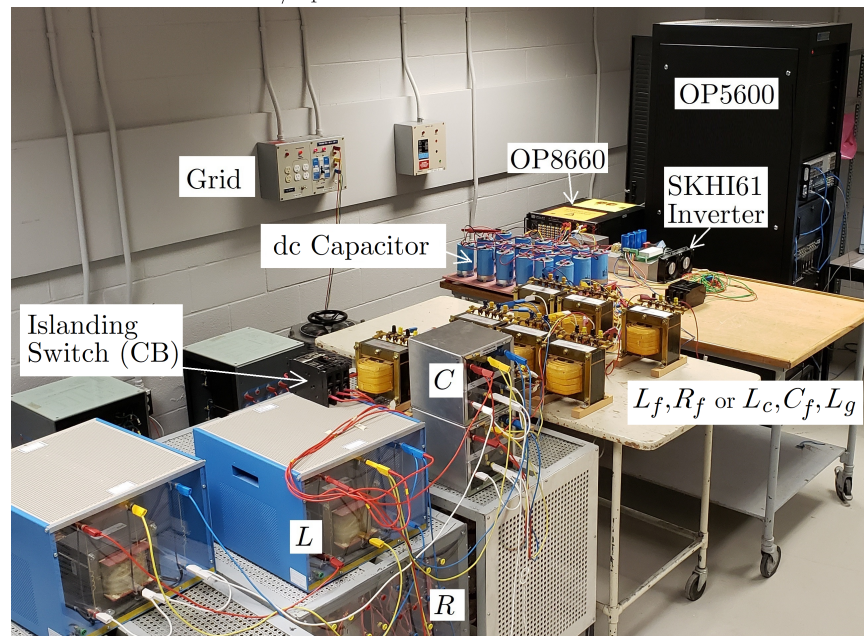 OP5600
OP8660
Grid
SKHI61
Inverter
dc Capacitor
Islanding
Switch (CB)
C
L_f,R_f or L_c,C_f,L_g
L
R